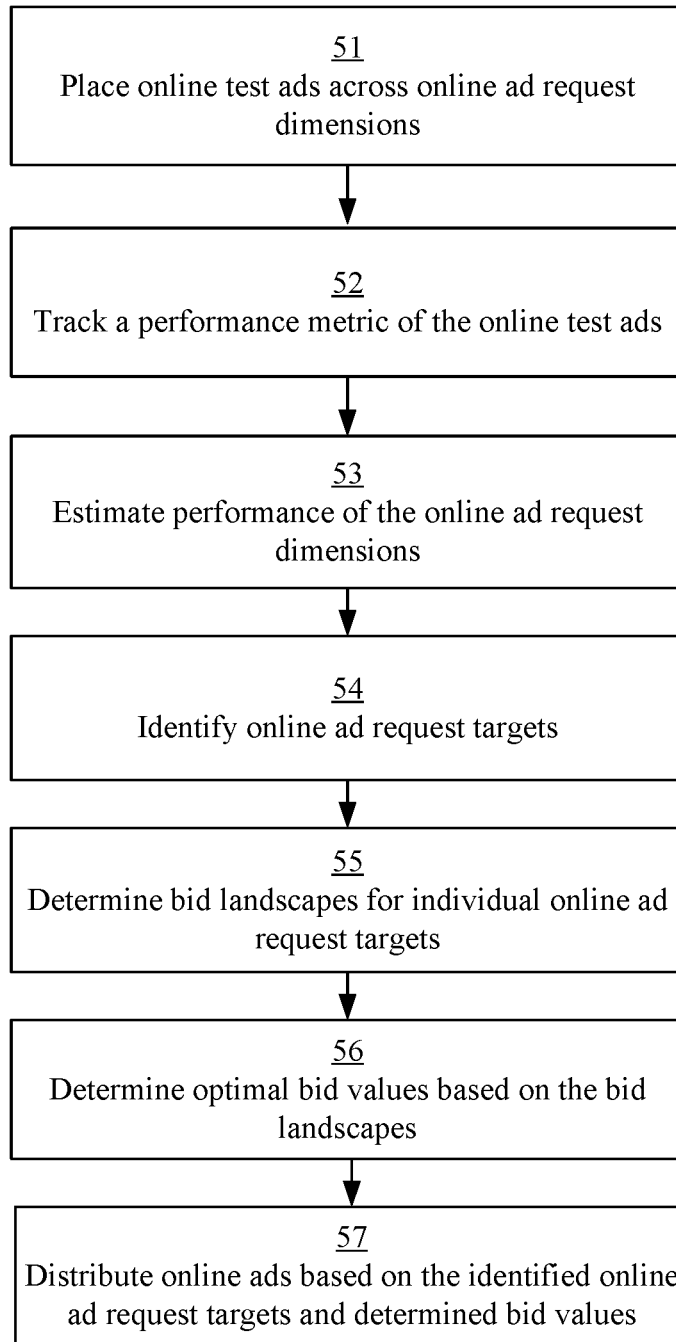 51
Place online test ads across online ad request
dimensions
52
Track a performance metric of the online test ads
53
Estimate performance of the online ad request
dimensions
54
Identify online ad request targets
55
Determine bid landscapes for individual online ad
request targets
56
Determine optimal bid values based on the bid
landscapes
57
Distribute online ads based on the identified online
ad request targets and determined bid values